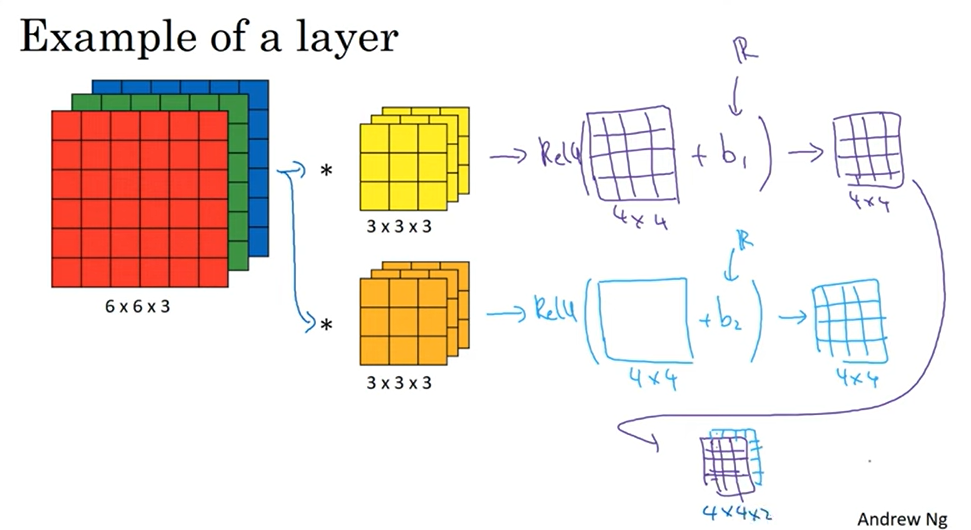 Example of a layer
ℝ
* → ReLU( + b₁ ) →
3 x 3 x 3
4x4
4x4
6 x 6 x 3
ℝ
* → ReLU( + b₂ ) →
3 x 3 x 3
4x4
4x4
4x4x2
Andrew Ng